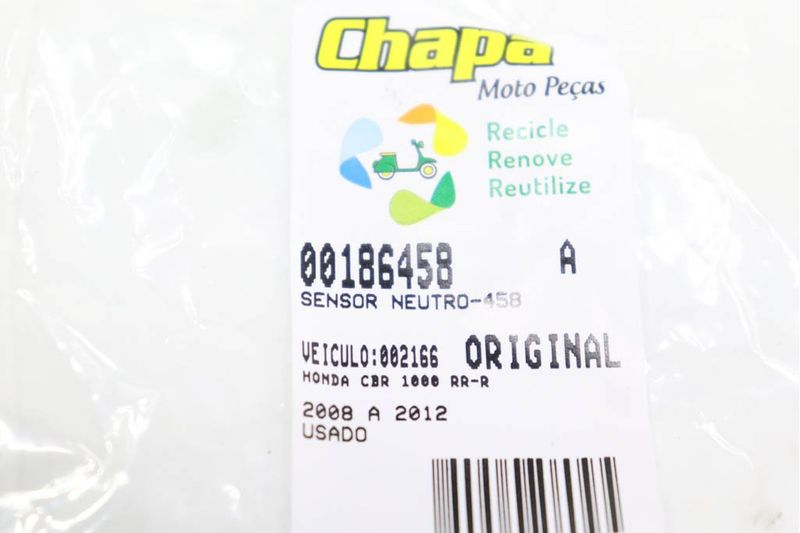 Chapa
Moto Peças
Recicle
Renove
Reutilize
00186458 A
SENSOR NEUTRO-458
VEICULO:002166 ORIGINAL
HONDA CBR 1000 RR-R
2008 A 2012
USADO